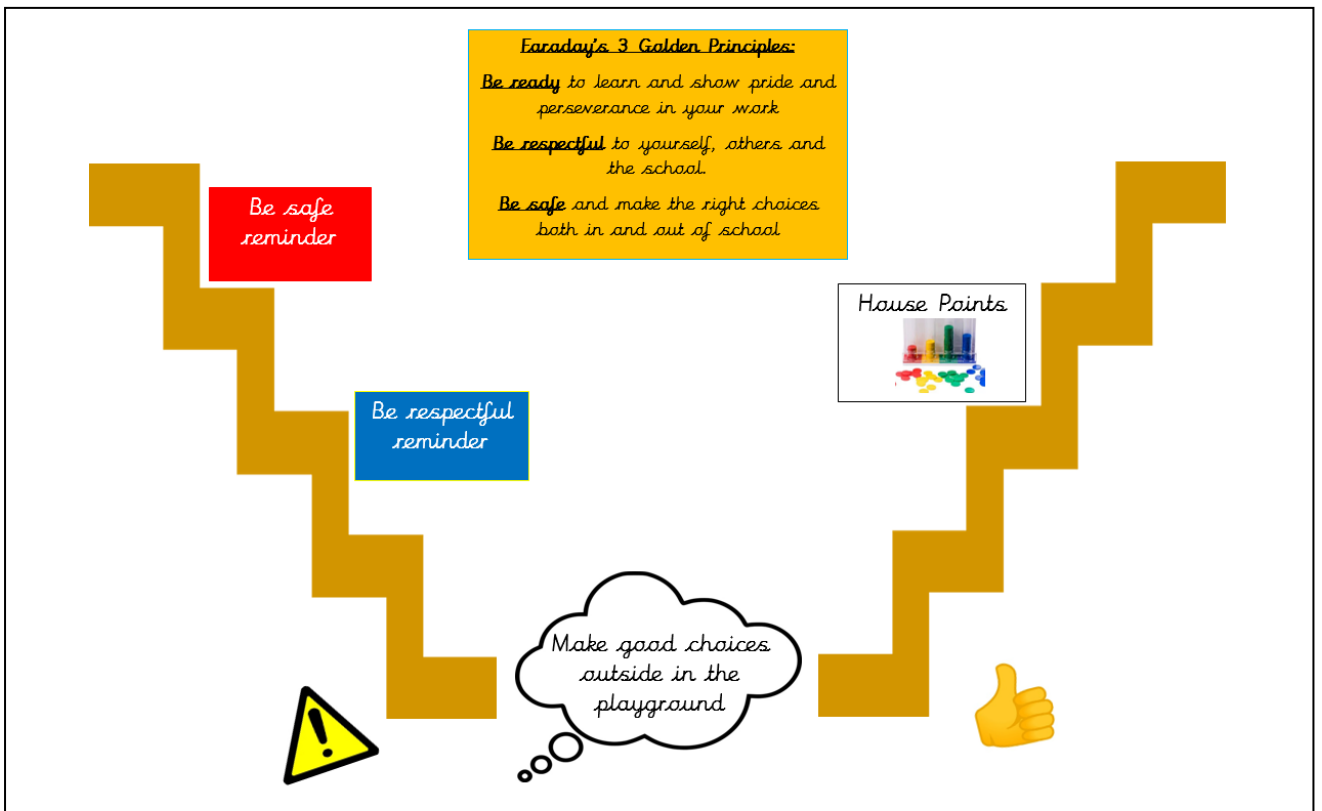 Faraday's 3 Golden Principles:
Be ready to learn and show pride and
perseverance in your work
Be respectful to yourself, others and
the school.
Be safe and make the right choices
both in and out of school
Be safe
reminder
House Points
Be respectful
reminder
Make good choices
outside in the
playground